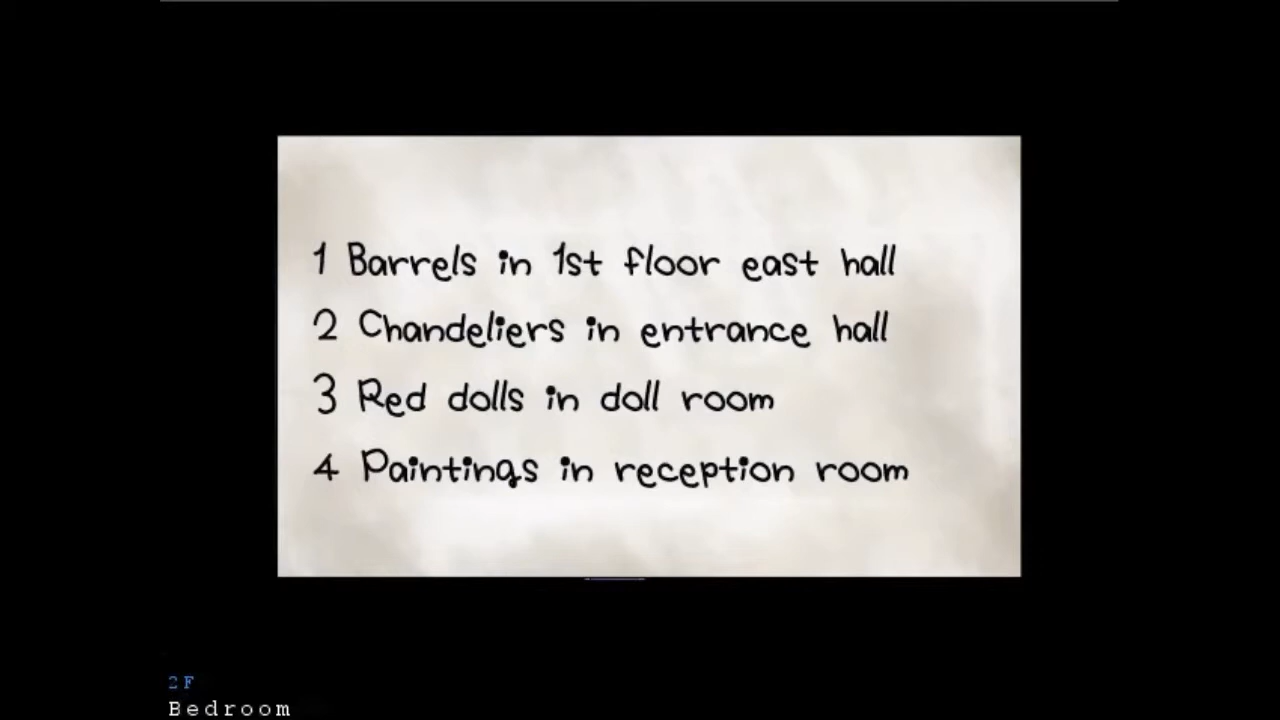 1 Barrels in 1st floor east hall
2 Chandeliers in entrance hall
3 Red dolls in doll room
4 Paintings in reception room
2F
Bedroom